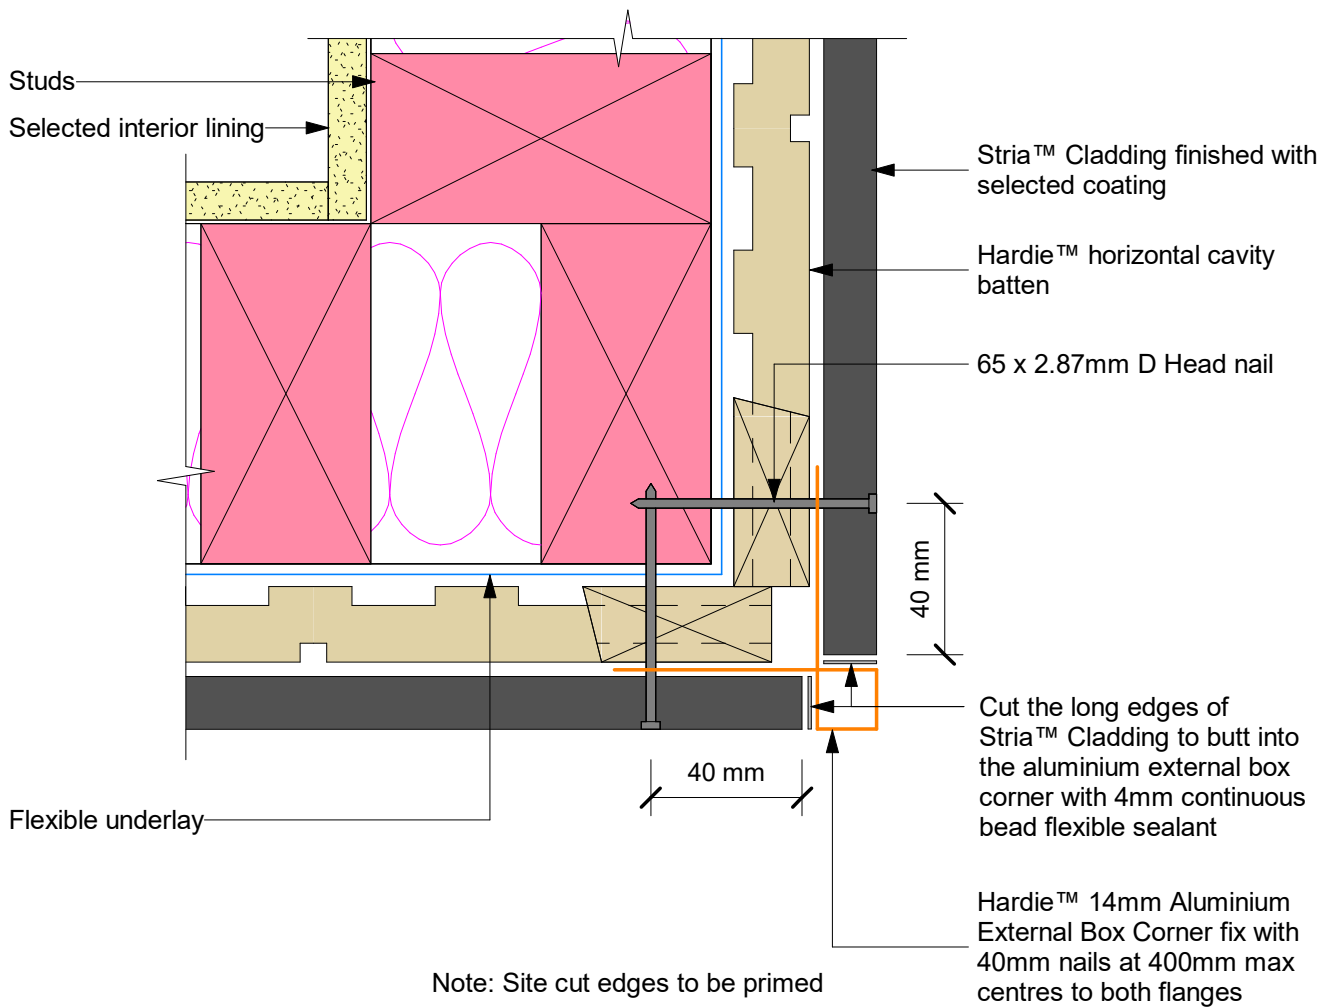 Studs
Selected interior lining
Stria™ Cladding finished with
selected coating
Hardie™ horizontal cavity
batten
65 x 2.87mm D Head nail
40 mm
40 mm
Cut the long edges of
Stria™ Cladding to butt into
the aluminium external box
corner with 4mm continuous
bead flexible sealant
Flexible underlay
Hardie™ 14mm Aluminium
External Box Corner fix with
40mm nails at 400mm max
centres to both flanges
Note: Site cut edges to be primed